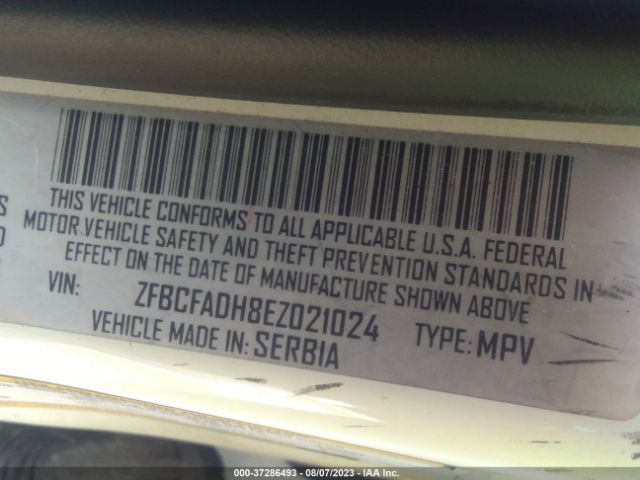 THIS VEHICLE CONFORMS TO ALL APPLICABLE U.S.A. FEDERAL
MOTOR VEHICLE SAFETY AND THEFT PREVENTION STANDARDS IN
EFFECT ON THE DATE OF MANUFACTURE SHOWN ABOVE
VIN: ZFBCFADH8EZ021024 TYPE: MPV
VEHICLE MADE IN: SERBIA
000-37286493 - 08/07/2023 - IAA Inc.